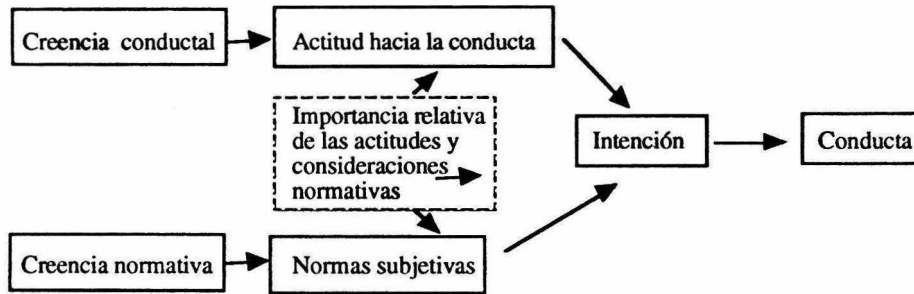 Creencia conductal
Actitud hacia la conducta
Importancia relativa
de las actitudes y
consideraciones
normativas
Intención
Conducta
Creencia normativa
Normas subjetivas